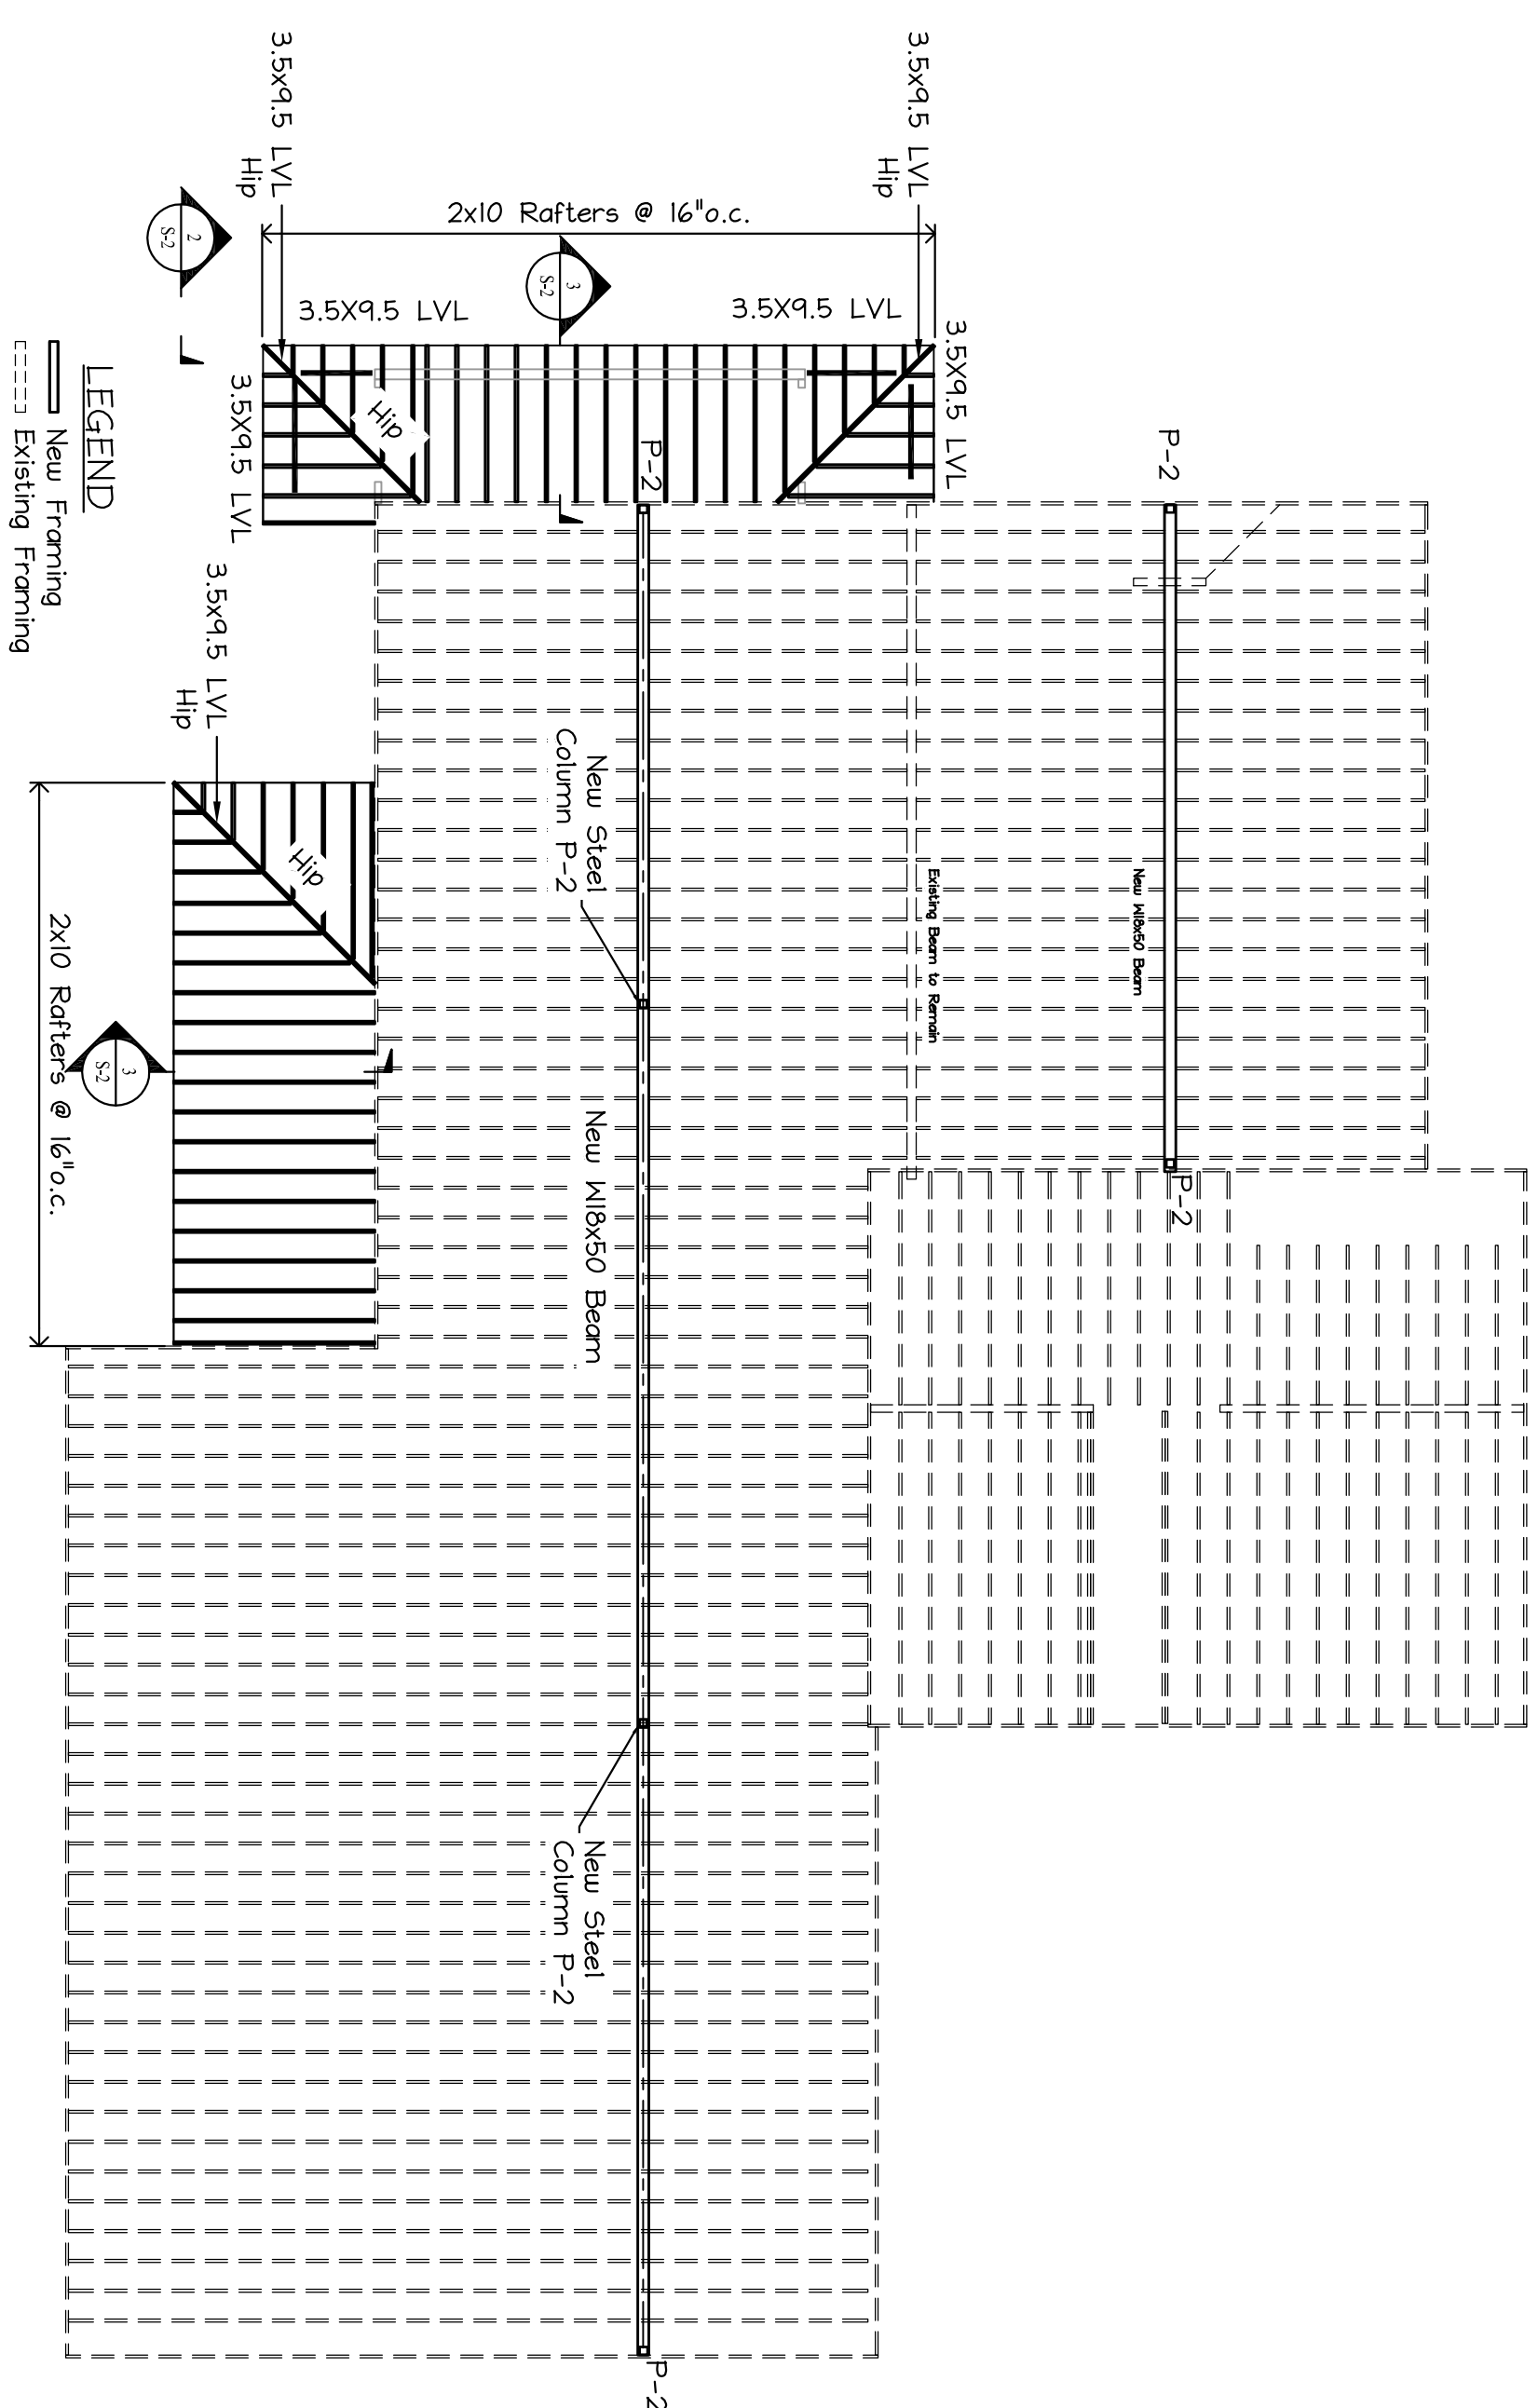 3.5x9.5 LVL
Hip
3.5x9.5 LVL
Hip
2x10 Rafters @ 16"o.c.
2
S-2
3
S-2
3.5X9.5 LVL
3.5X9.5 LVL
3.5X9.5 LVL
3.5X9.5 LVL
Hip
P-2
P-2
LEGEND
New Framing
Existing Framing
3.5x9.5 LVL
Hip
Hip
New Steel
Column P-2
Existing Beam to Remain
New W18x50 Beam
2x10 Rafters @ 16"o.c.
3
S-2
New W18x50 Beam
P-2
New Steel
Column P-2
P-2